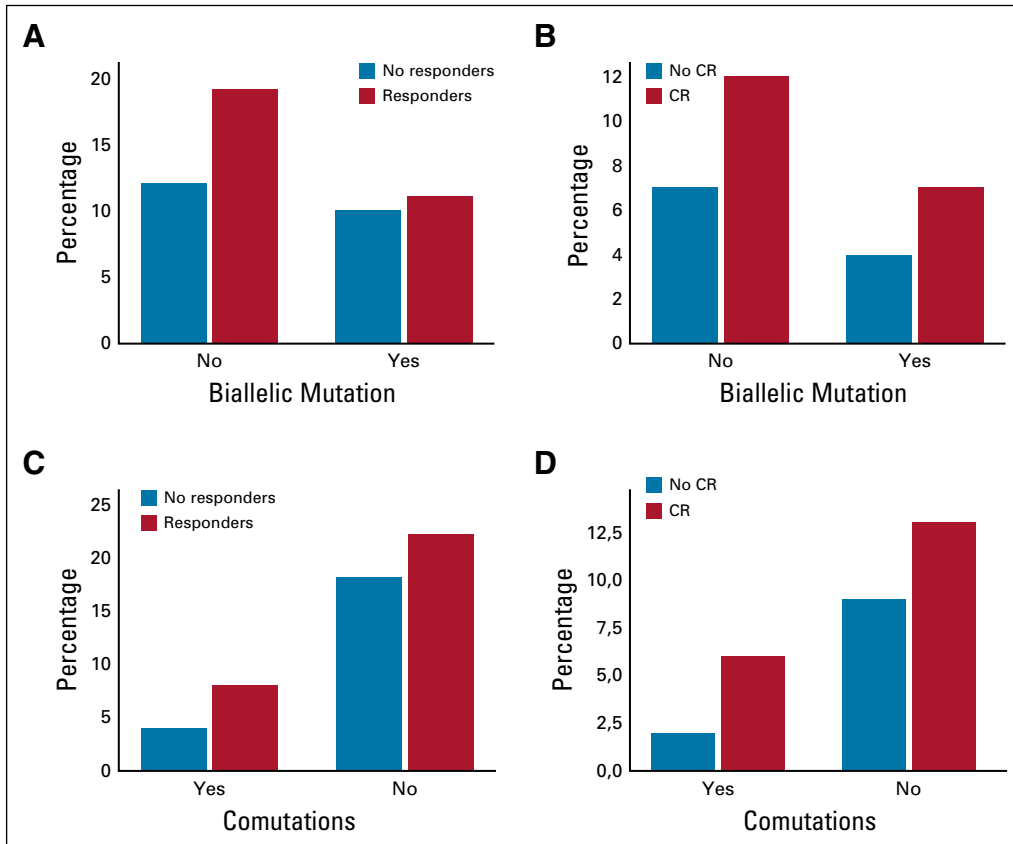 A
No responders
Responders
Percentage
20
15
10
5
0
No
Yes
Biallelic Mutation
B
No CR
CR
Percentage
12
10
8
6
4
2
0
No
Yes
Biallelic Mutation
C
No responders
Responders
Percentage
25
20
15
10
5
0
Yes
No
Comutations
D
No CR
CR
Percentage
12,5
10,0
7,5
5,0
2,5
0,0
Yes
No
Comutations